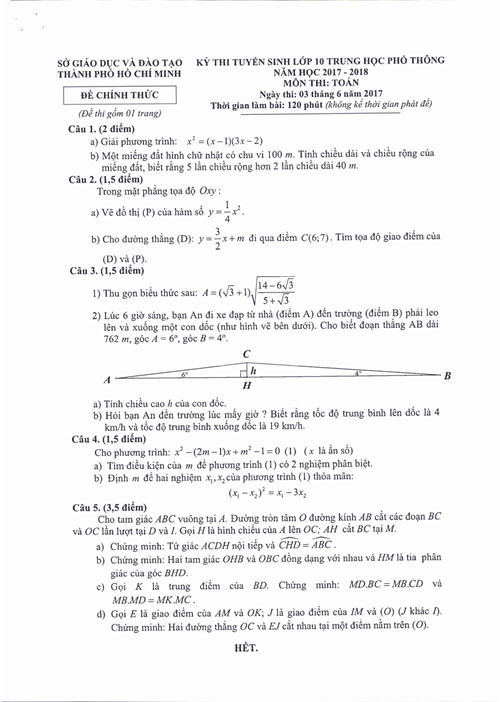 SỞ GIÁO DỤC VÀ ĐÀO TẠO
THÀNH PHỐ HỒ CHÍ MINH
ĐỀ CHÍNH THỨC
(Đề thi gồm 01 trang)
KỲ THI TUYỂN SINH LỚP 10 TRUNG HỌC PHỔ THÔNG
NĂM HỌC 2017 - 2018
MÔN THI: TOÁN
Ngày thi: 03 tháng 6 năm 2017
Thời gian làm bài: 120 phút (không kể thời gian phát đề)
Câu 1. (2 điểm)
a) Giải phương trình: x² = (x−1)(3x−2)
b) Một miếng đất hình chữ nhật có chu vi 100 m. Tính chiều dài và chiều rộng của
miếng đất, biết rằng 5 lần chiều rộng hơn 2 lần chiều dài 40 m.
Câu 2. (1,5 điểm)
Trong mặt phẳng tọa độ Oxy :
a) Vẽ đồ thị (P) của hàm số y = 1/4 x².
b) Cho đường thẳng (D): y = 3/2 x + m đi qua điểm C(6;7). Tìm tọa độ giao điểm của
(D) và (P).
Câu 3. (1,5 điểm)
1) Thu gọn biểu thức sau: A = (√3 + 1)√((14 − 6√3)/(5 + √3))
2) Lúc 6 giờ sáng, bạn An đi xe đạp từ nhà (điểm A) đến trường (điểm B) phải leo
lên và xuống một con dốc (như hình vẽ bên dưới). Cho biết đoạn thẳng AB dài
762 m, góc A = 6º, góc B = 4º.
C
A 6º h 4º B
H
a) Tính chiều cao h của con dốc.
b) Hỏi bạn An đến trường lúc mấy giờ ? Biết rằng tốc độ trung bình lên dốc là 4
km/h và tốc độ trung bình xuống dốc là 19 km/h.
Câu 4. (1,5 điểm)
Cho phương trình: x² − (2m − 1)x + m² − 1 = 0 (1) ( x là ẩn số)
a) Tìm điều kiện của m để phương trình (1) có 2 nghiệm phân biệt.
b) Định m để hai nghiệm x₁, x₂ của phương trình (1) thỏa mãn:
(x₁ − x₂)² = x₁ − 3x₂
Câu 5. (3,5 điểm)
Cho tam giác ABC vuông tại A. Đường tròn tâm O đường kính AB cắt các đoạn BC
và OC lần lượt tại D và I. Gọi H là hình chiếu của A lên OC; AH cắt BC tại M.
a) Chứng minh: Tứ giác ACDH nội tiếp và CHD = ABC.
b) Chứng minh: Hai tam giác OHB và OBC đồng dạng với nhau và HM là tia phân
giác của góc BHD.
c) Gọi K là trung điểm của BD. Chứng minh: MD.BC = MB.CD và
MB.MD = MK.MC .
d) Gọi E là giao điểm của AM và OK; J là giao điểm của IM và (O) (J khác I).
Chứng minh: Hai đường thẳng OC và EJ cắt nhau tại một điểm nằm trên (O).
HẾT.